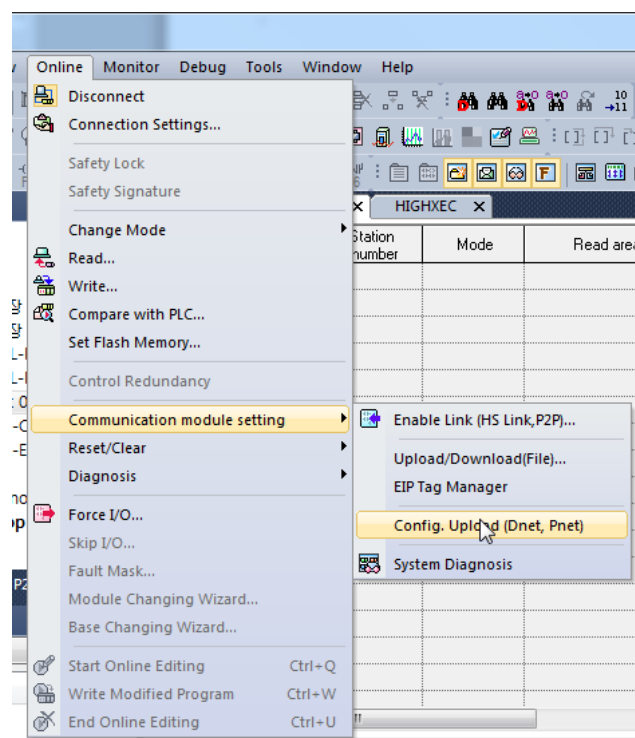 Online Monitor Debug Tools Window Help
Disconnect
Connection Settings...
Safety Lock
Safety Signature
HIGHXEC
Change Mode
Station number
Mode
Read area
Read...
Write...
Compare with PLC...
Set Flash Memory...
Control Redundancy
Communication module setting
Enable Link (HS Link,P2P)...
Reset/Clear
Upload/Download(File)...
Diagnosis
EIP Tag Manager
Force I/O...
Config. Upload (Dnet, Pnet)
Skip I/O...
Fault Mask...
System Diagnosis
Module Changing Wizard...
Base Changing Wizard...
Start Online Editing Ctrl+Q
Write Modified Program Ctrl+W
End Online Editing Ctrl+U